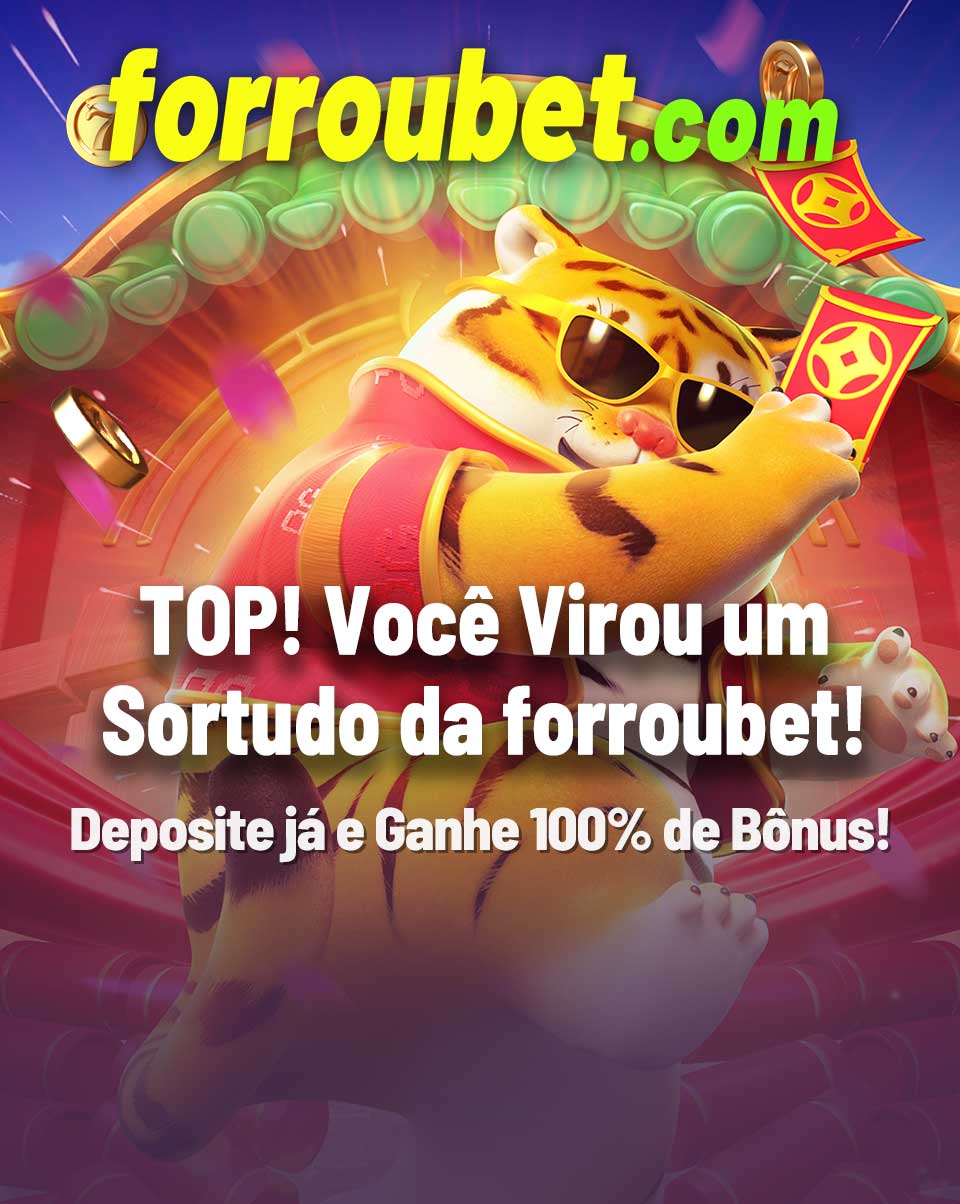 forroubet.com
TOP! Você Virou um
Sortudo da forroubet!
Deposite já e Ganhe 100% de Bônus!